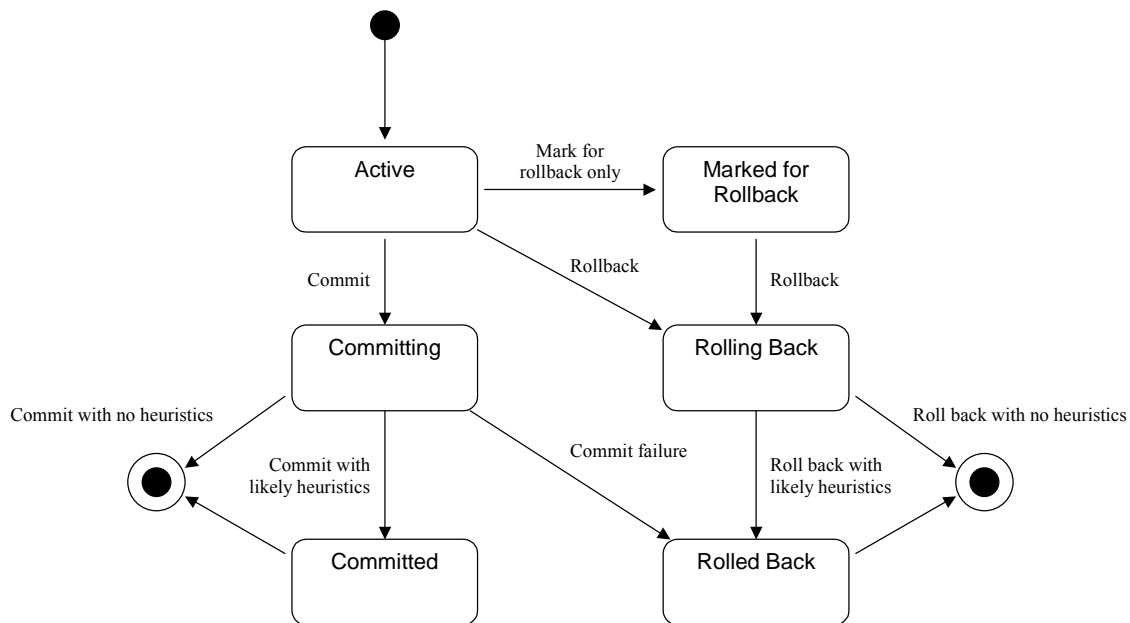 Active
Mark for
rollback only
Marked for
Rollback
Commit
Rollback
Rollback
Committing
Rolling Back
Commit with no heuristics
Commit with
likely heuristics
Commit failure
Roll back with
likely heuristics
Roll back with no heuristics
Committed
Rolled Back